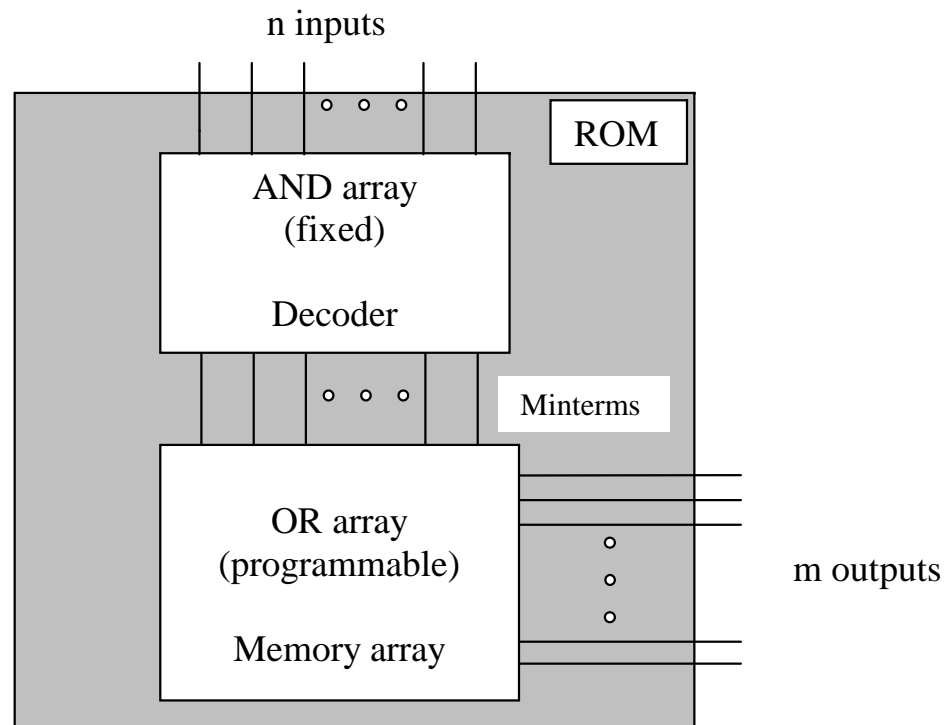 n inputs
ROM
AND array
(fixed)
Decoder
Minterms
OR array
(programmable)
Memory array
m outputs